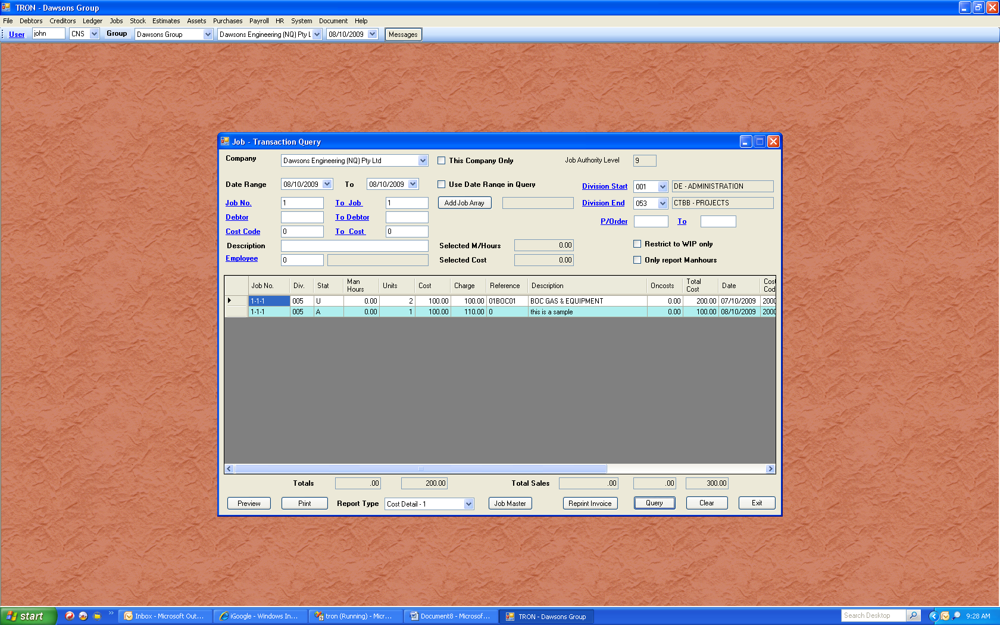 TRON - Dawsons Group
File Debtors Creditors Ledger Jobs Stock Estimates Assets Purchases Payroll HR System Document Help
User john CNS Group Dawsons Group Dawsons Engineering (NQ) Pty L 08/10/2009 Messages
Job - Transaction Query
Company Dawsons Engineering (NQ) Pty Ltd This Company Only Job Authority Level 9
Date Range 08/10/2009 To 08/10/2009 Use Date Range in Query Division Start 001 DE - ADMINISTRATION
Job No. 1 To Job 1 Add Job Array Division End 053 CTBB - PROJECTS
Debtor To Debtor P/Order To
Cost Code 0 To Cost 0
Description Selected M/Hours 0.00 Restrict to WIP only
Employee 0 Selected Cost 0.00 Only report Manhours
Job No. Div. Stat Man Hours Units Cost Charge Reference Description Oncosts Total Cost Date Cost Cod
1-1-1 005 U 0.00 2 100.00 100.00 01BOC01 BOC GAS & EQUIPMENT 0.00 200.00 07/10/2009 2000
1-1-1 005 A 0.00 1 100.00 110.00 0 this is a sample 0.00 100.00 08/10/2009 2000
Totals .00 200.00 Total Sales .00 .00 300.00
Preview Print Report Type Cost Detail - 1 Job Master Reprint Invoice Query Clear Exit
start Inbox - Microsoft Out... iGoogle - Windows In... tron (Running) - Micr... Document8 - Microsof... TRON - Dawsons Group Search Desktop 9:28 AM